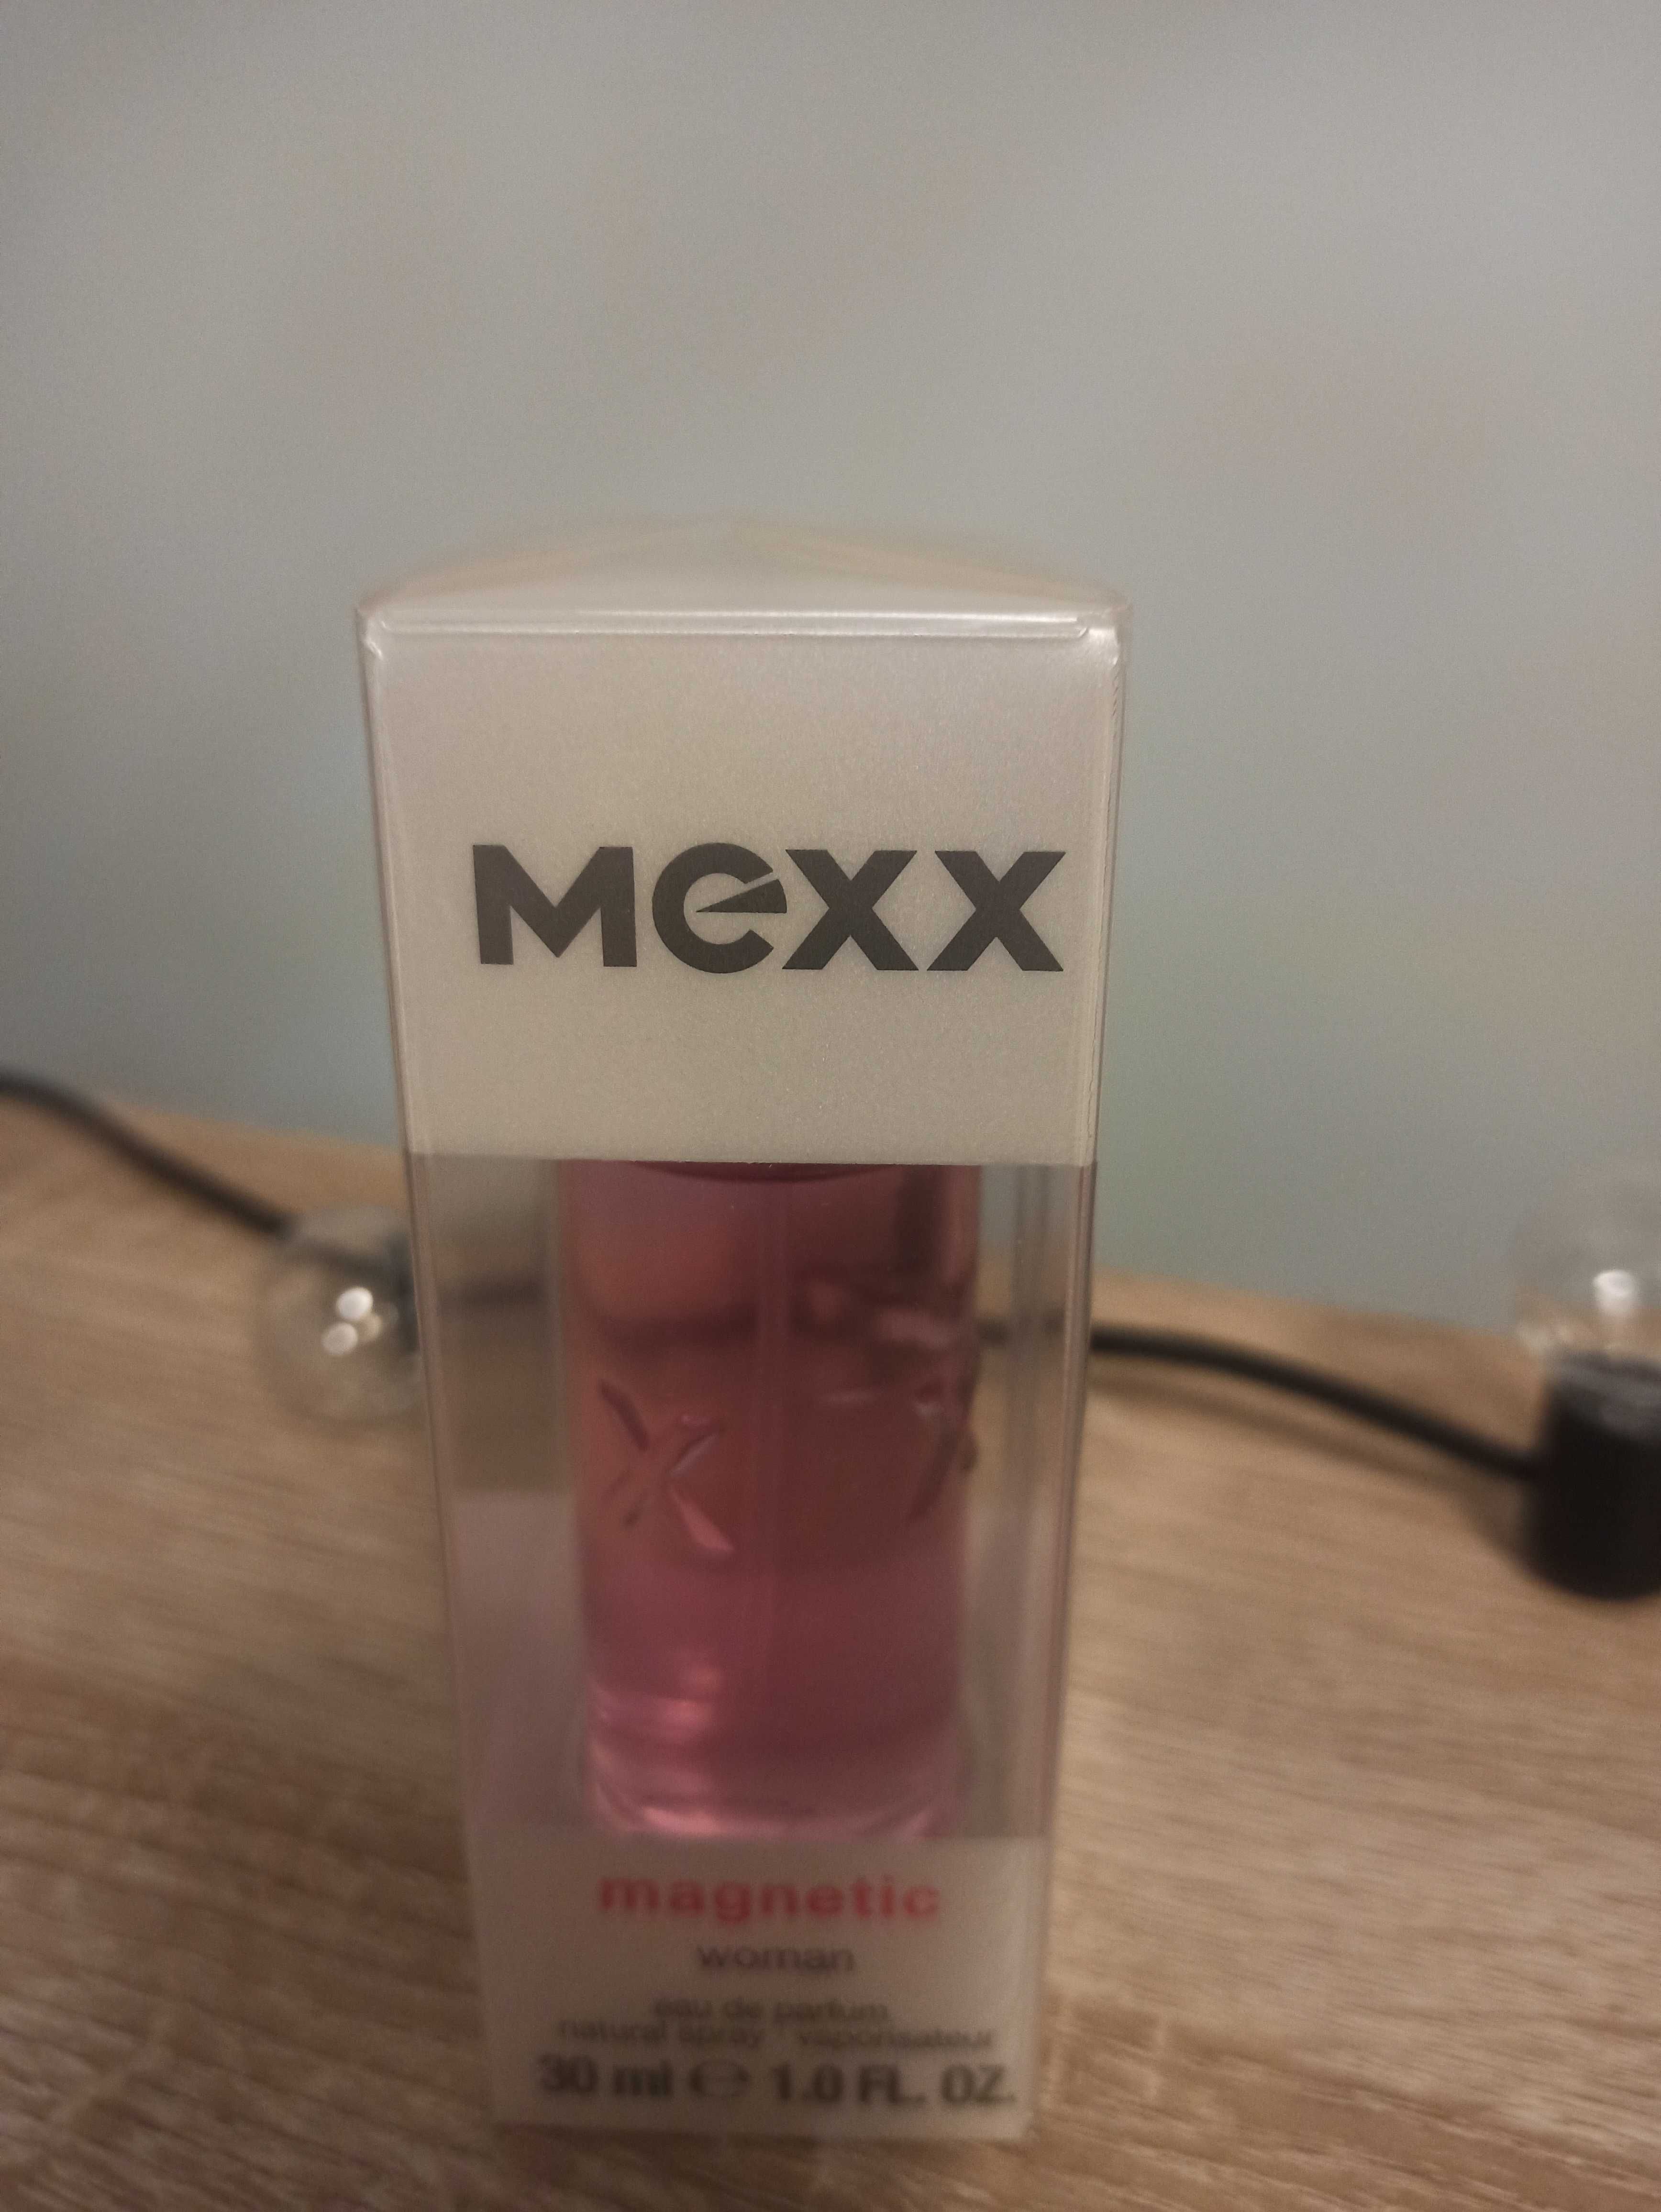 mexx
X X
magnetic
woman
eau de parfum
natural spray · vaporisateur
30 ml ℮ 1.0 FL. OZ.